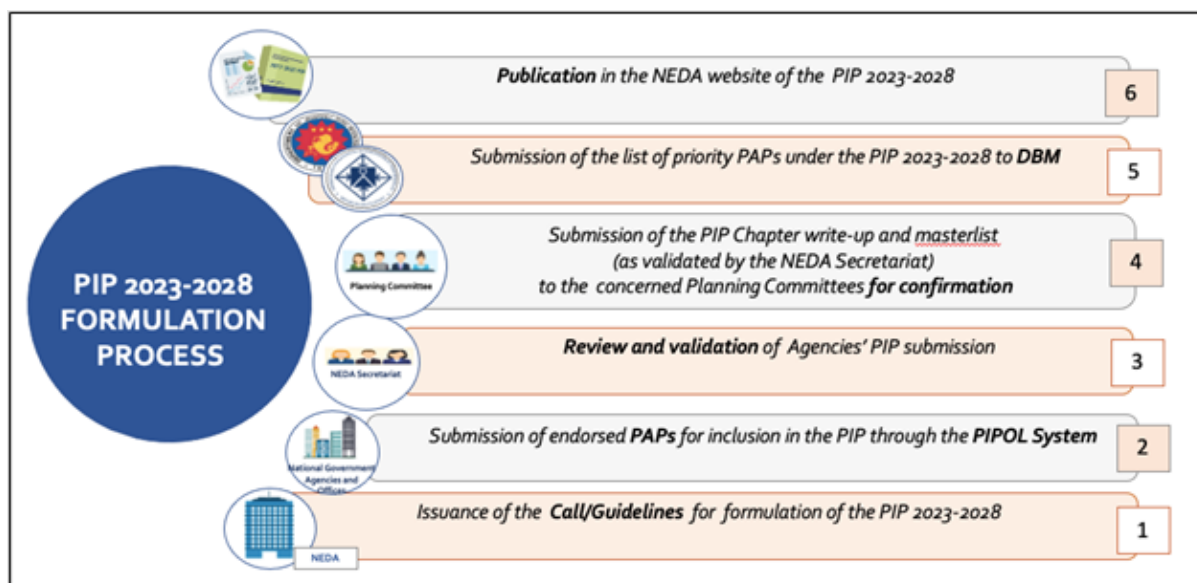 Publication in the NEDA website of the PIP 2023-2028
6
Submission of the list of priority PAPs under the PIP 2023-2028 to DBM
5
PIP 2023-2028
FORMULATION
PROCESS
Submission of the PIP Chapter write-up and masterlist
(as validated by the NEDA Secretariat)
to the concerned Planning Committees for confirmation
4
Planning Committee
Review and validation of Agencies' PIP submission
3
NEDA Secretariat
Submission of endorsed PAPs for inclusion in the PIP through the PIPOL System
2
National Government
Agencies and
Offices
Issuance of the Call/Guidelines for formulation of the PIP 2023-2028
1
NEDA